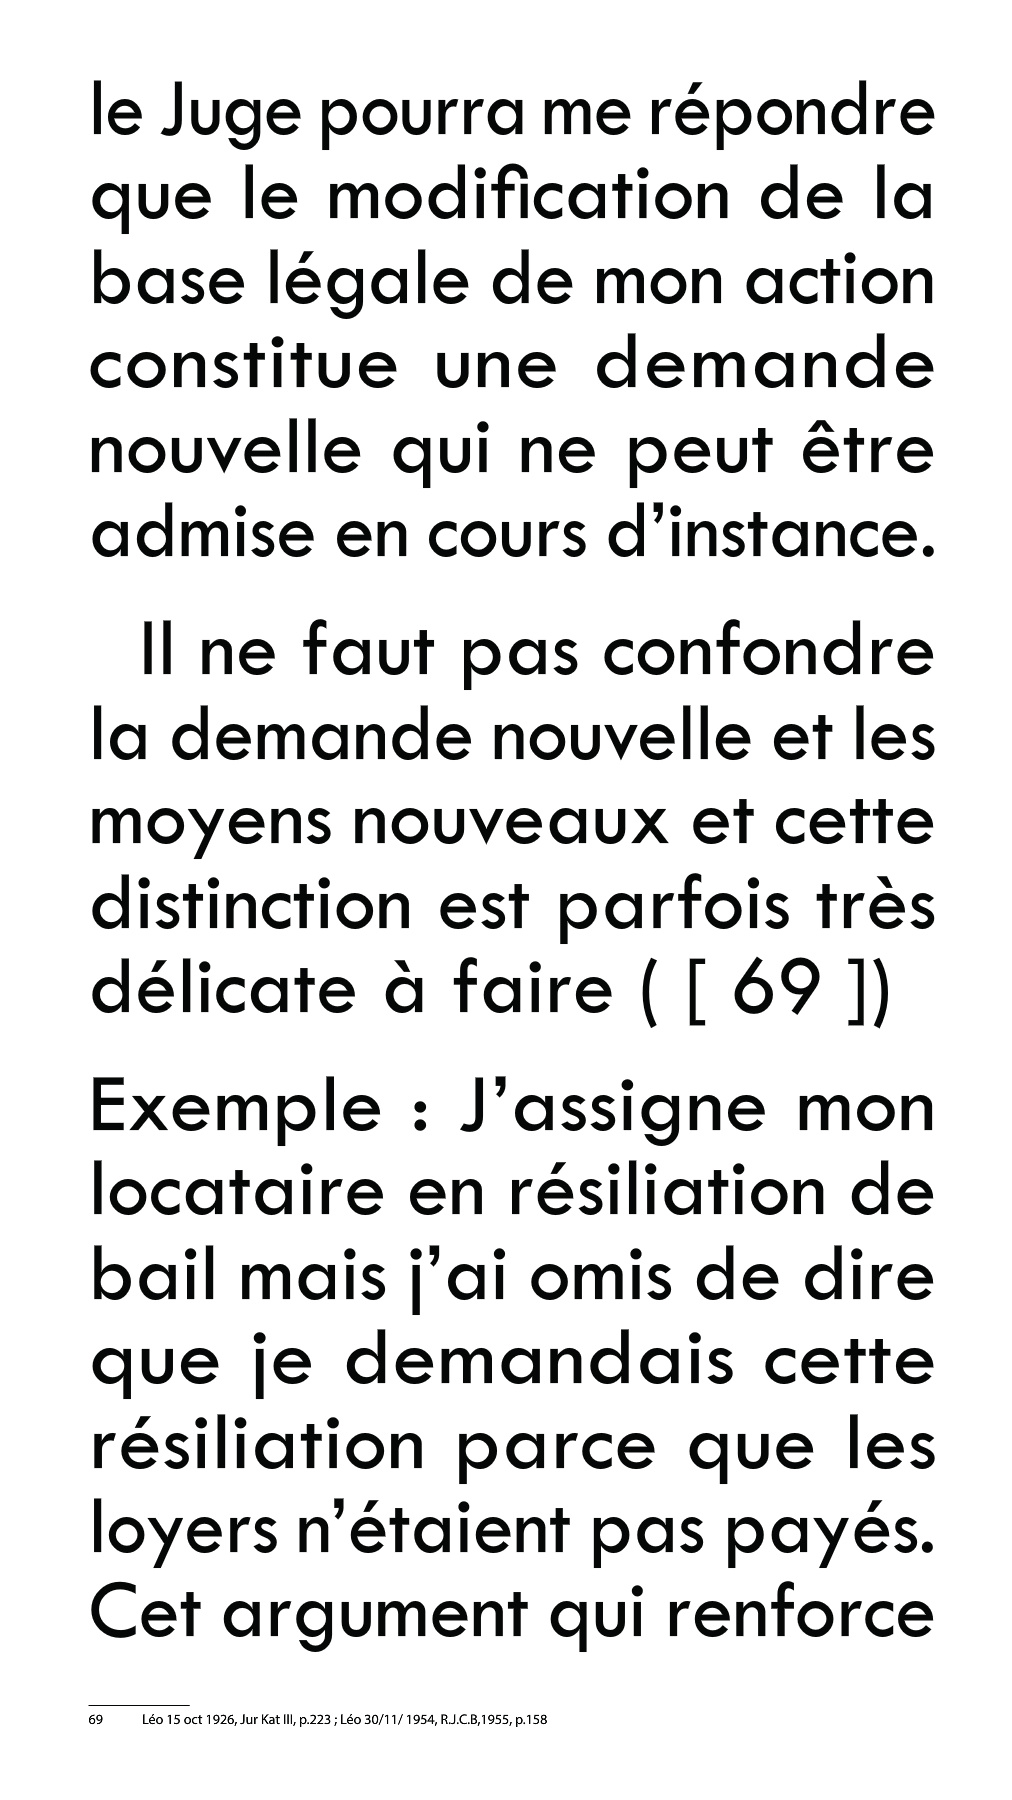 le Juge pourra me répondre
que le modification de la
base légale de mon action
constitue une demande
nouvelle qui ne peut être
admise en cours d’instance.
Il ne faut pas confondre
la demande nouvelle et les
moyens nouveaux et cette
distinction est parfois très
délicate à faire ( [ 69 ])
Exemple : J’assigne mon
locataire en résiliation de
bail mais j’ai omis de dire
que je demandais cette
résiliation parce que les
loyers n’étaient pas payés.
Cet argument qui renforce
69 Léo 15 oct 1926, Jur Kat III, p.223 ; Léo 30/11/ 1954, R.J.C.B,1955, p.158